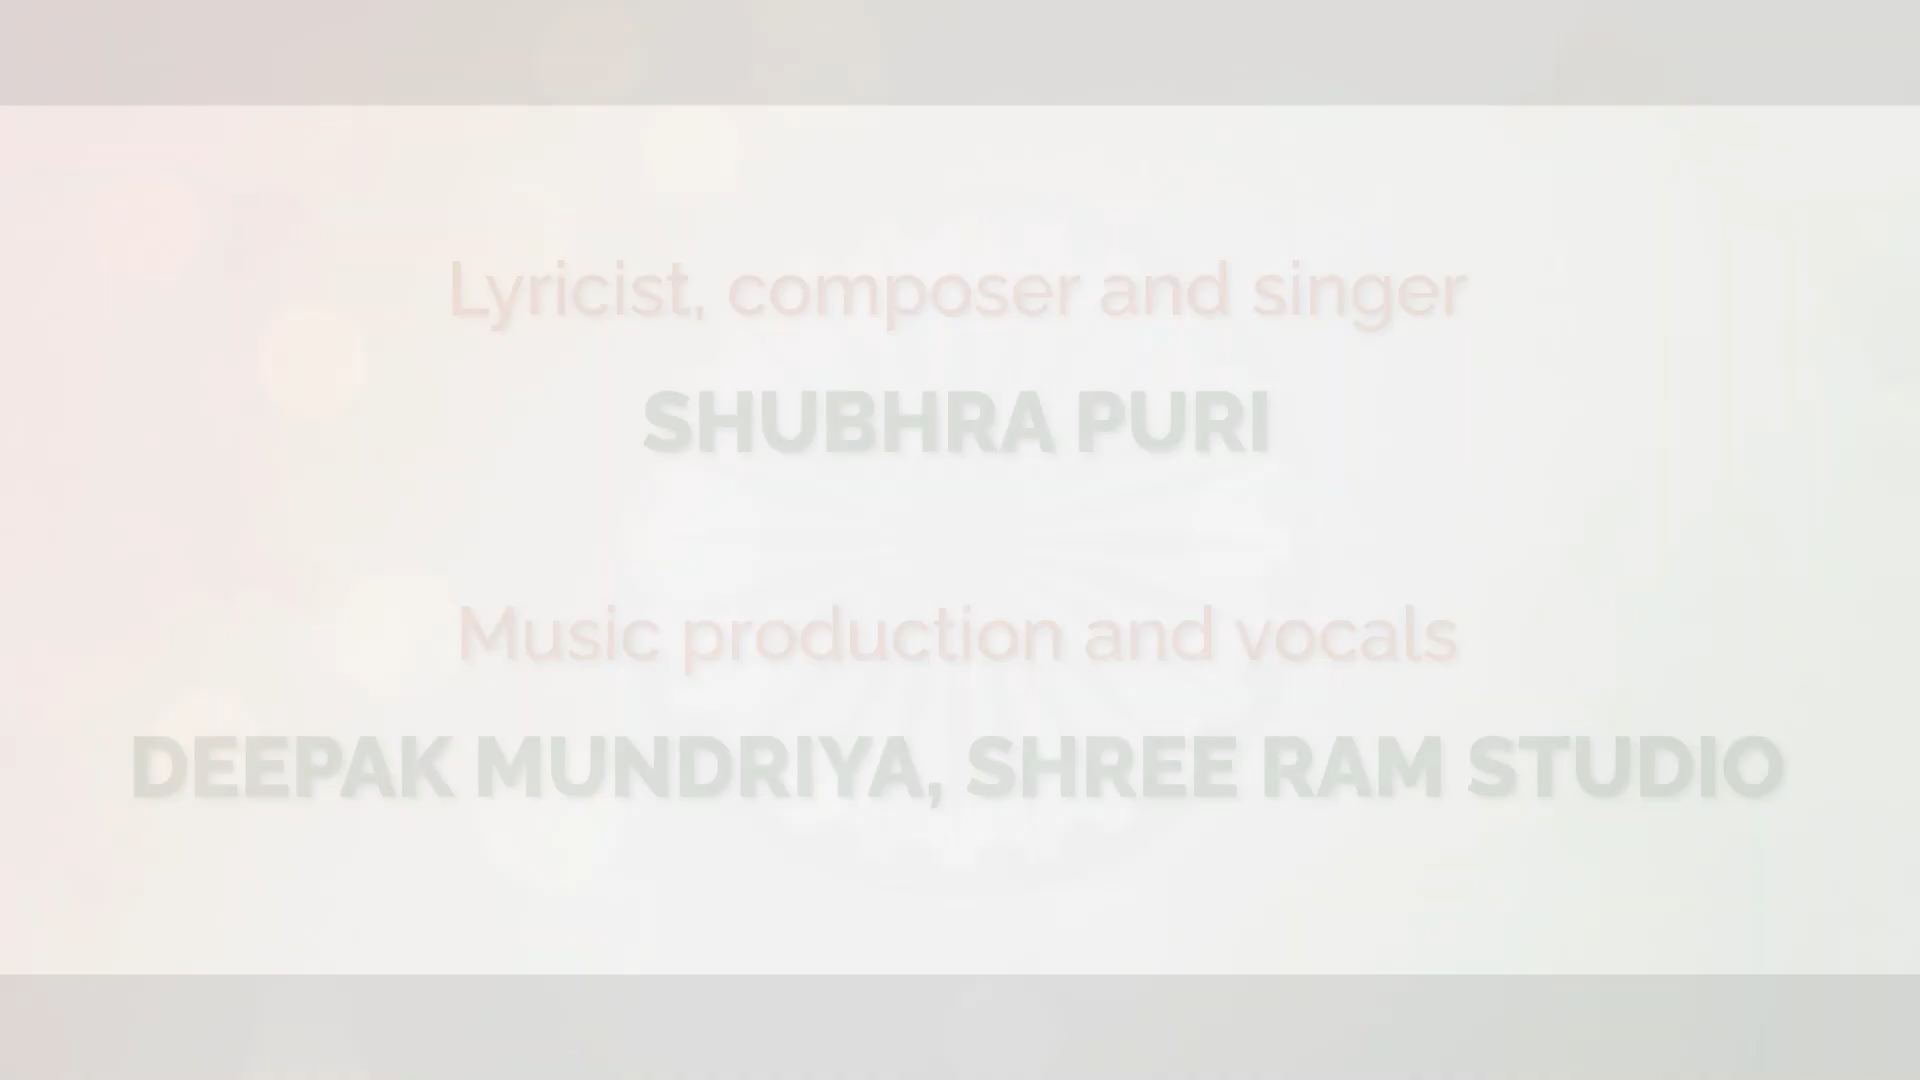 Lyricist, composer and singer
SHUBHRA PURI
Music production and vocals
DEEPAK MUNDRIYA, SHREE RAM STUDIO